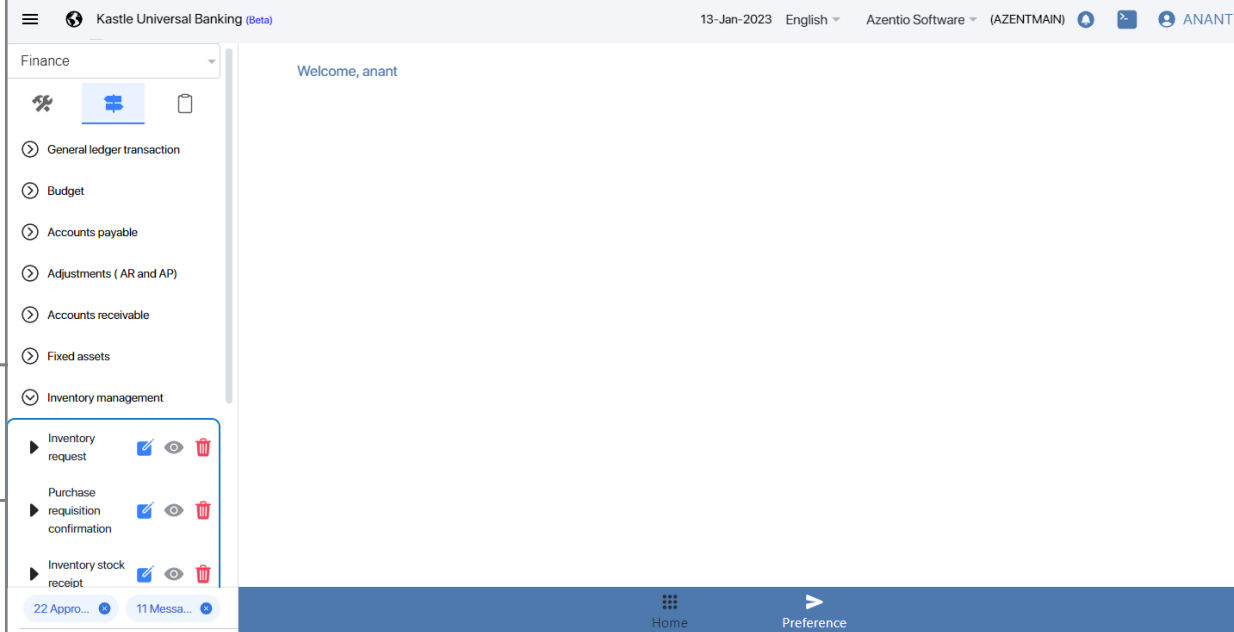 Kastle Universal Banking (Beta)
13-Jan-2023 English Azentio Software (AZENTMAIN) ANANT
Finance
Welcome, anant
General ledger transaction
Budget
Accounts payable
Adjustments ( AR and AP)
Accounts receivable
Fixed assets
Inventory management
Inventory
request
Purchase
requisition
confirmation
Inventory stock
receipt
22 Appro...
11 Messa...
Home
Preference